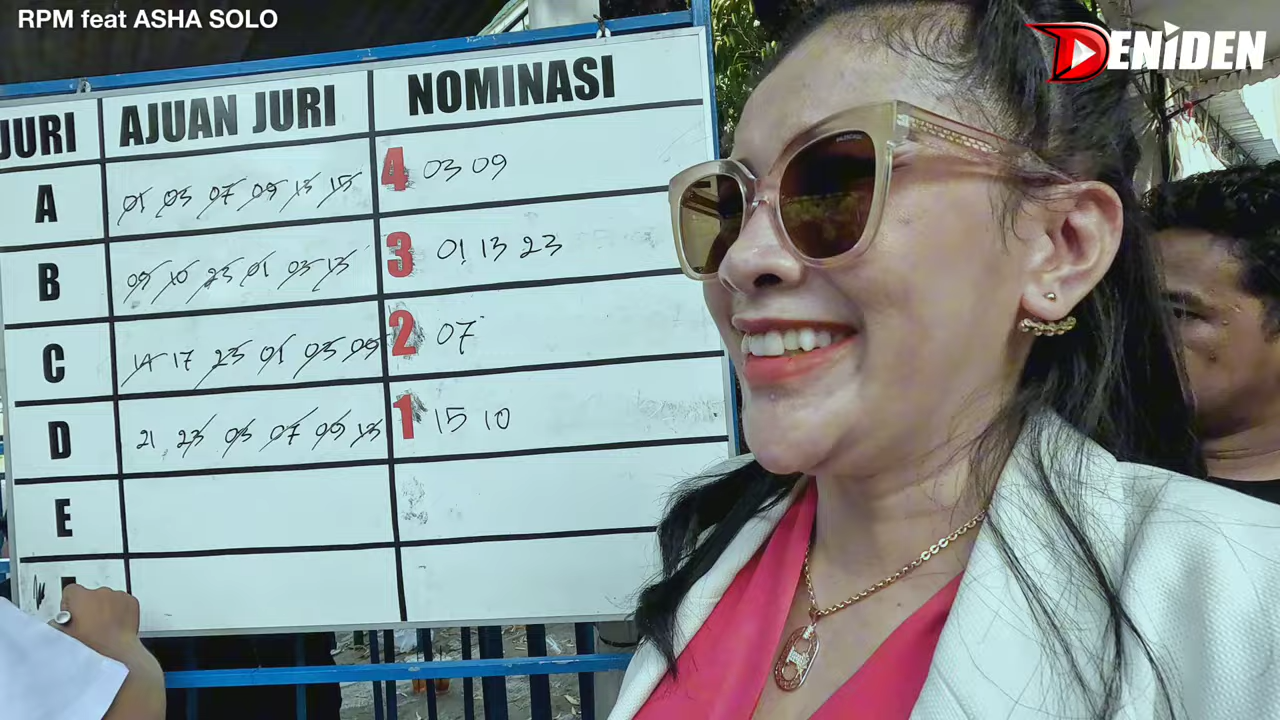 RPM feat ASHA SOLO
DENIDEN
JURI AJUAN JURI NOMINASI
A 01 03 07 09 13 15 4 03 09
B 09 10 23 01 03 13 3 01 13 23
C 14 17 23 01 03 09 2 07
D 21 23 03 07 09 13 1 15 10
E